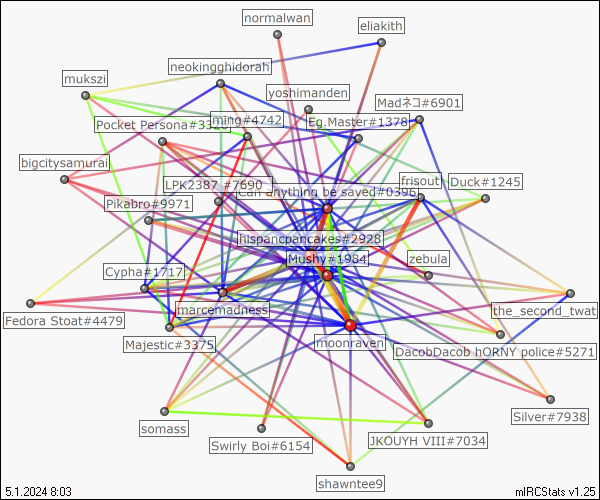 normalwan
eliakith
neokingghidorah
mukszi
yoshimanden
Madネコ#6901
ming#4742
Eg.Master#1378
Pocket Persona#3326
bigcitysamurai
LPK2387 #7690
Can anything be saved#0396
frisout
Duck#1245
Pikabro#9971
hispancpancakes#2928
Mushy#1984
zebula
Cypha#1717
marcemadness
the_second_twat
Fedora Stoat#4479
Majestic#3375
moonraven
DacobDacob hORNY police#5271
Silver#7938
somass
Swirly Boi#6154
JKOUYH VIII#7034
shawntee9
5.1.2024 8:03
mIRCStats v1.25